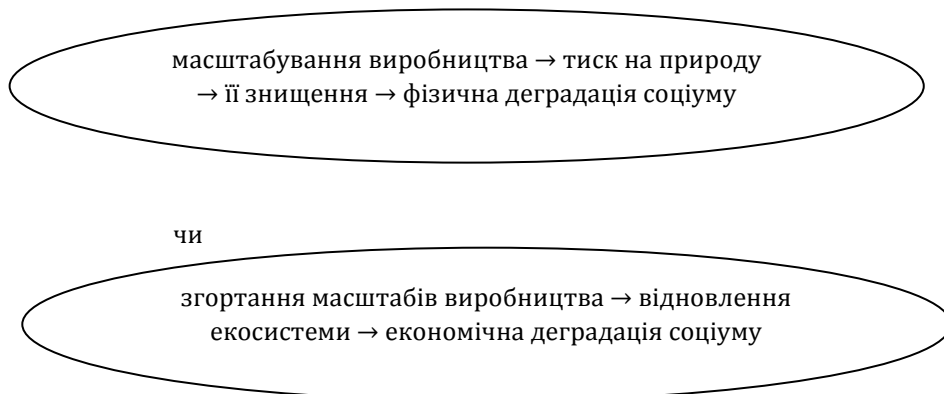 масштабування виробництва → тиск на природу
→ її знищення → фізична деградація соціуму
чи
згортання масштабів виробництва → відновлення
екосистеми → економічна деградація соціуму